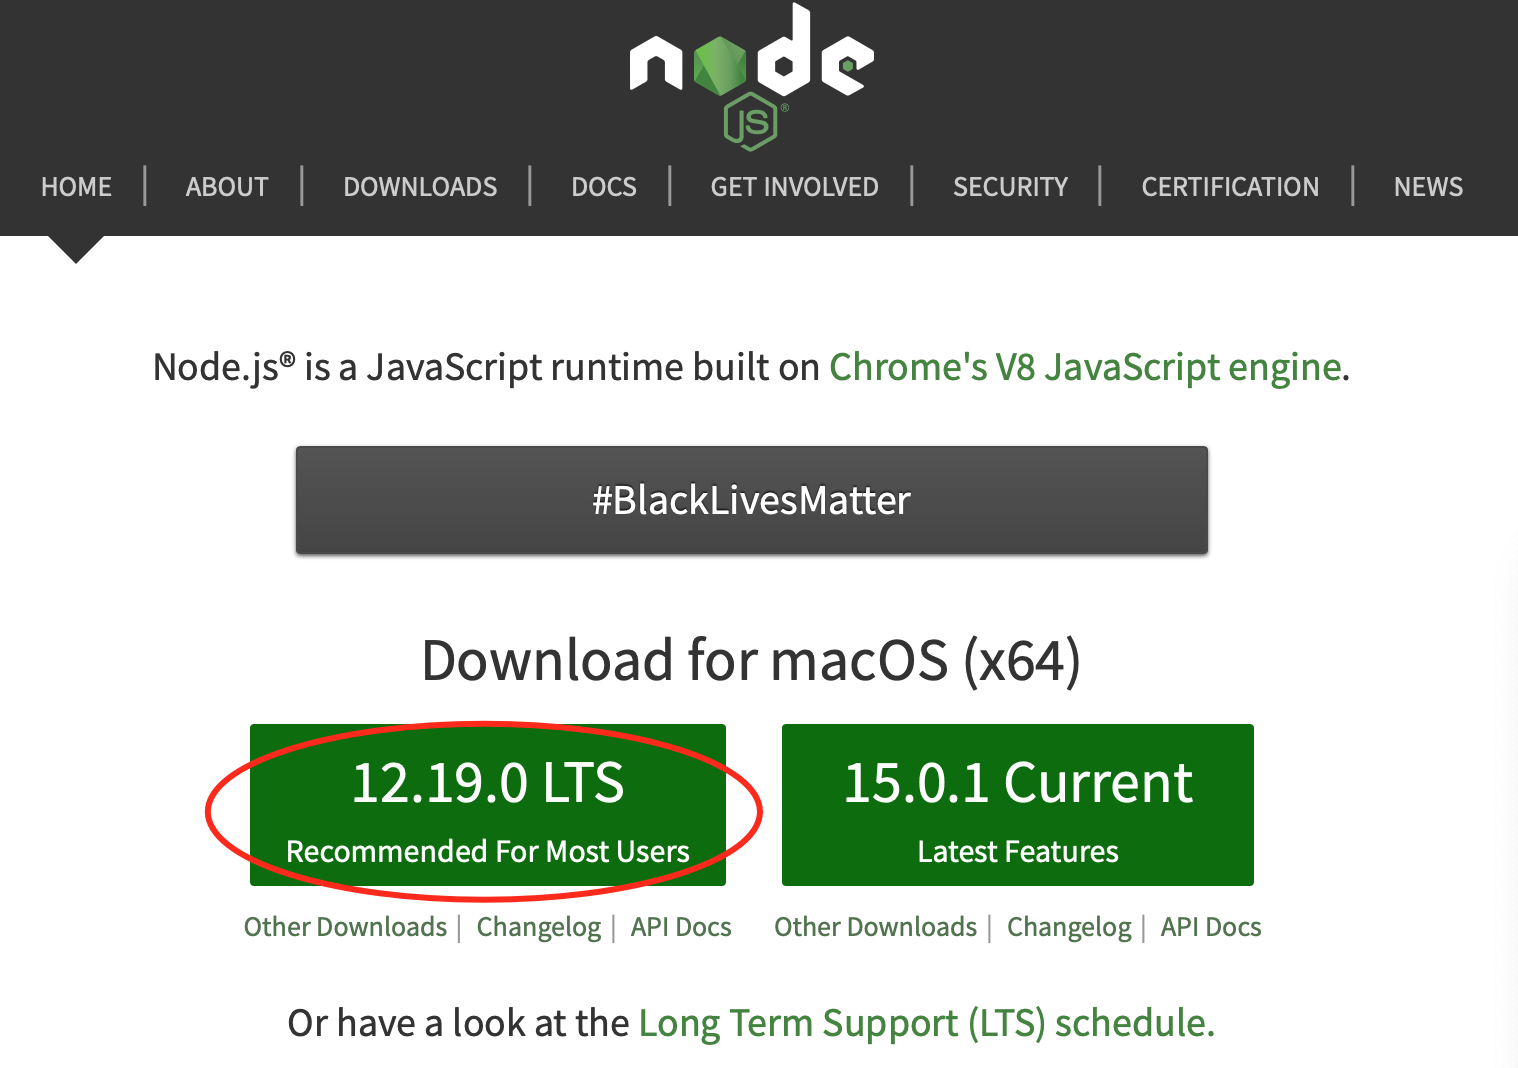 node
JS®
HOME | ABOUT | DOWNLOADS | DOCS | GET INVOLVED | SECURITY | CERTIFICATION | NEWS
Node.js® is a JavaScript runtime built on Chrome's V8 JavaScript engine.
#BlackLivesMatter
Download for macOS (x64)
12.19.0 LTS
Recommended For Most Users
15.0.1 Current
Latest Features
Other Downloads | Changelog | API Docs
Other Downloads | Changelog | API Docs
Or have a look at the Long Term Support (LTS) schedule.